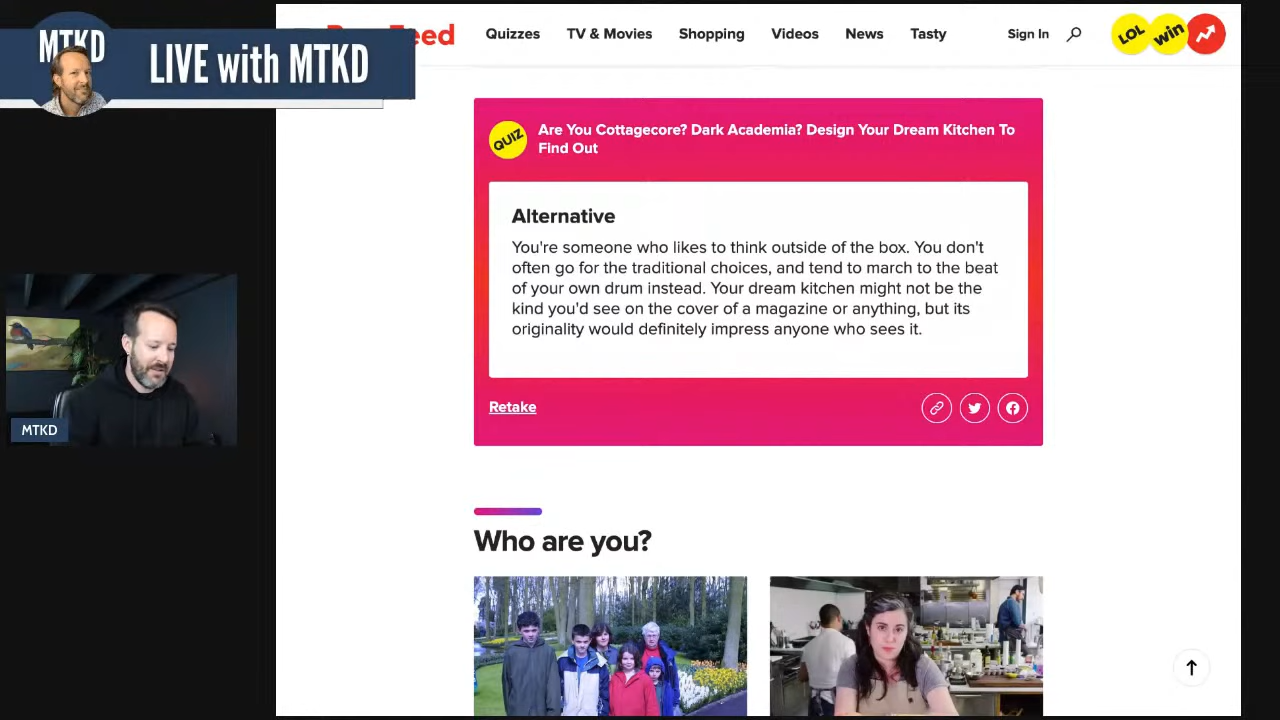 MTKD
LIVE with MTKD
Feed
Quizzes
TV & Movies
Shopping
Videos
News
Tasty
Sign In
LOL
win
QUIZ
Are You Cottagecore? Dark Academia? Design Your Dream Kitchen To
Find Out
Alternative
You're someone who likes to think outside of the box. You don't
often go for the traditional choices, and tend to march to the beat
of your own drum instead. Your dream kitchen might not be the
kind you'd see on the cover of a magazine or anything, but its
originality would definitely impress anyone who sees it.
Retake
MTKD
Who are you?